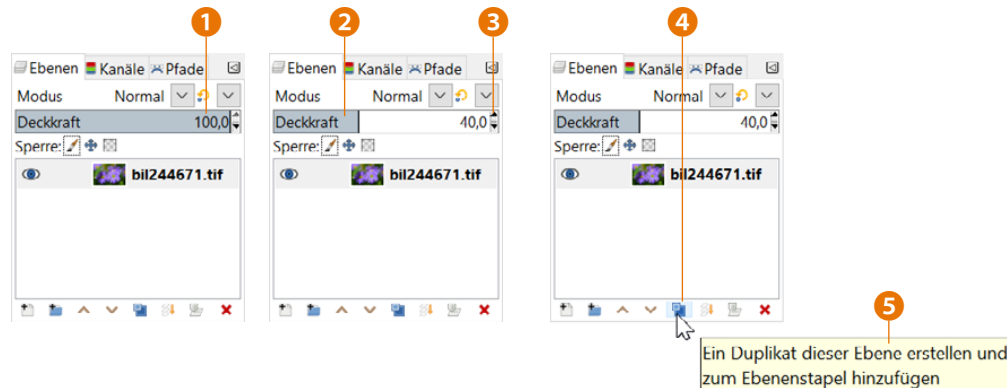 1
2
3
4
Ebenen Kanäle Pfade
Modus Normal
Deckkraft 100,0
Sperre:
bil244671.tif
Ebenen Kanäle Pfade
Modus Normal
Deckkraft 40,0
Sperre:
bil244671.tif
Ebenen Kanäle Pfade
Modus Normal
Deckkraft 40,0
Sperre:
bil244671.tif
5
Ein Duplikat dieser Ebene erstellen und
zum Ebenenstapel hinzufügen